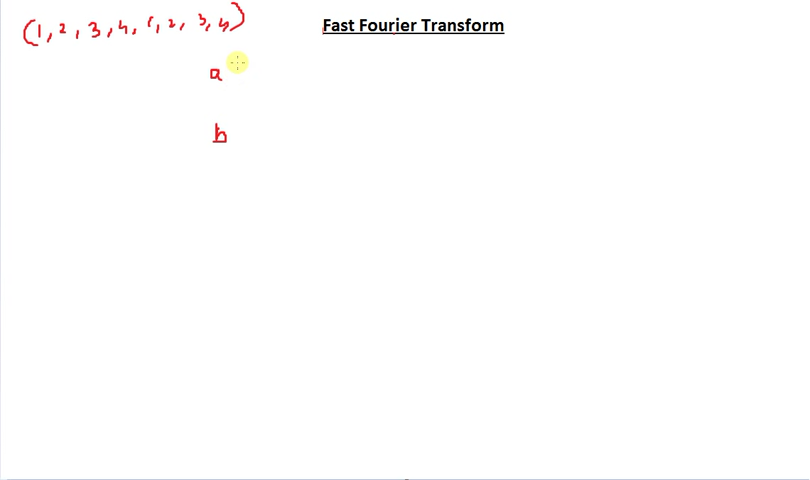 (1, 2, 3, 4, 1, 2, 3, 4)
Fast Fourier Transform
a
b